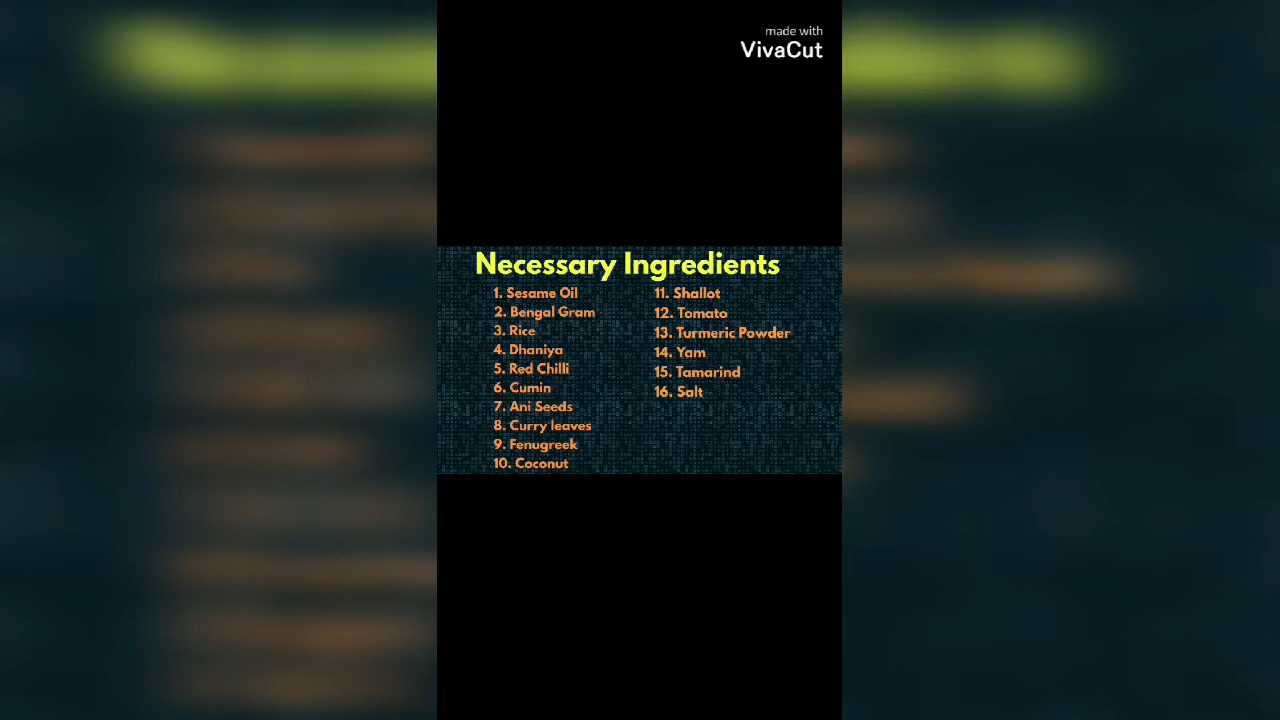 made with
VivaCut
Necessary Ingredients
1. Sesame Oil
2. Bengal Gram
3. Rice
4. Dhaniya
5. Red Chilli
6. Cumin
7. Ani Seeds
8. Curry leaves
9. Fenugreek
10. Coconut
11. Shallot
12. Tomato
13. Turmeric Powder
14. Yam
15. Tamarind
16. Salt